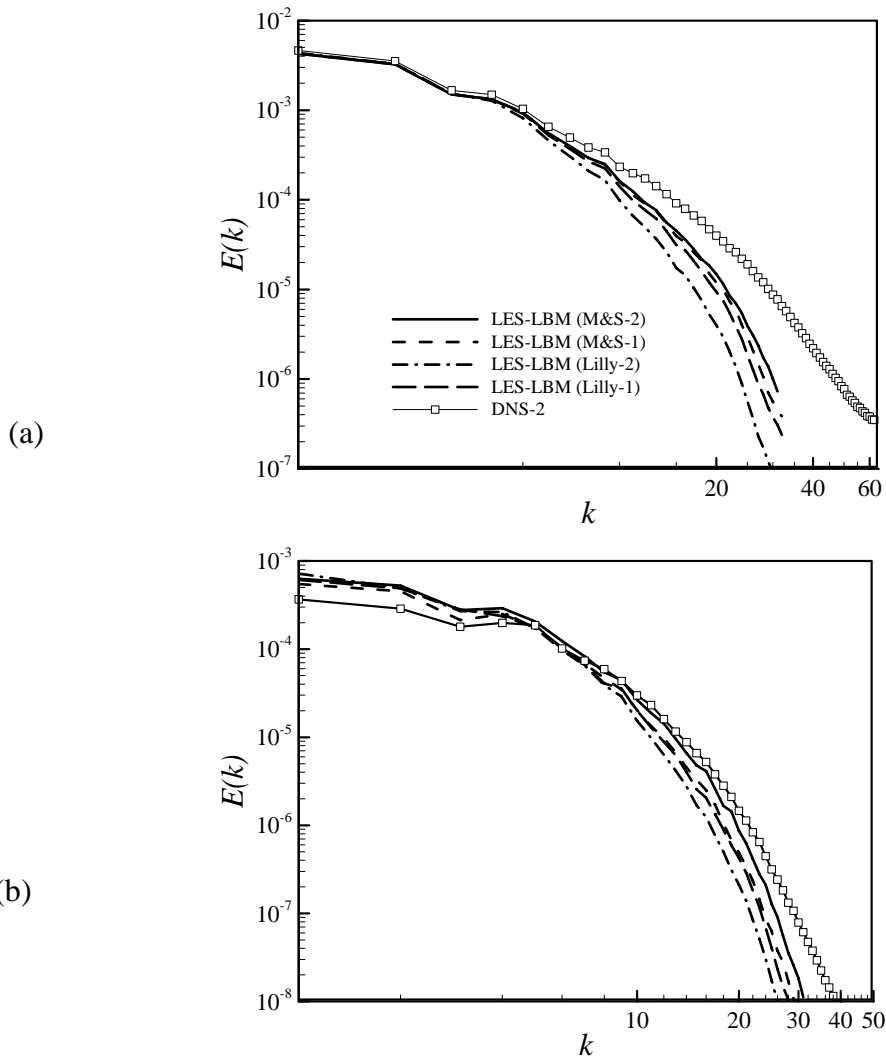 10⁻²
10⁻³
10⁻⁴
10⁻⁵
10⁻⁶
10⁻⁷
E(k)
LES-LBM (M&S-2)
LES-LBM (M&S-1)
LES-LBM (Lilly-2)
LES-LBM (Lilly-1)
DNS-2
(a)
20 40 60
k
10⁻³
10⁻⁴
10⁻⁵
10⁻⁶
10⁻⁷
10⁻⁸
E(k)
(b)
10 20 30 40 50
k